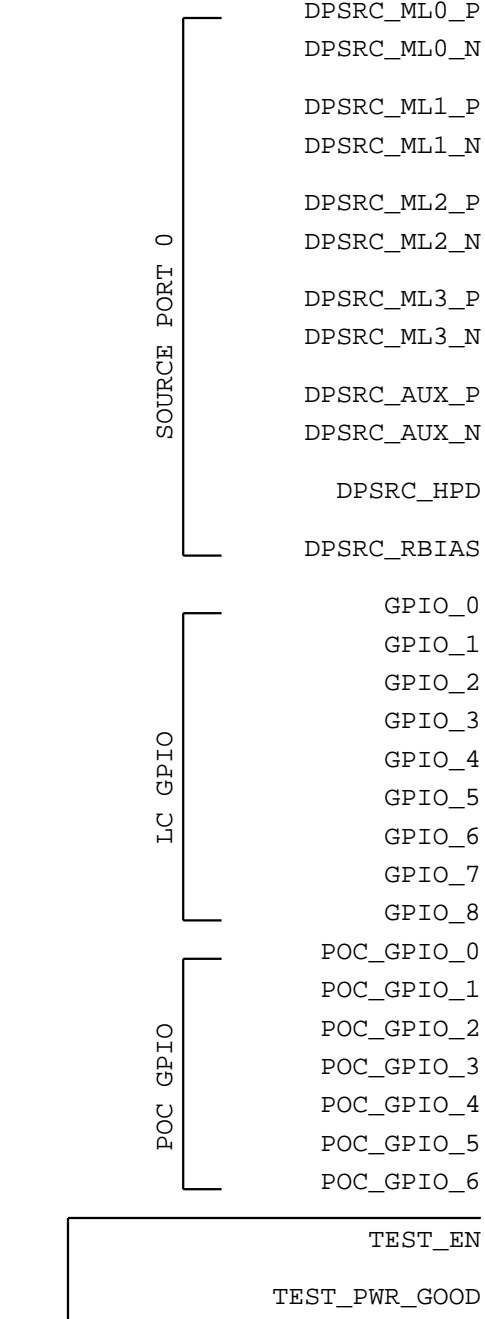 DPSRC_ML0_P
DPSRC_ML0_N
DPSRC_ML1_P
DPSRC_ML1_N
DPSRC_ML2_P
DPSRC_ML2_N
DPSRC_ML3_P
DPSRC_ML3_N
DPSRC_AUX_P
DPSRC_AUX_N
DPSRC_HPD
DPSRC_RBIAS
SOURCE PORT 0
GPIO_0
GPIO_1
GPIO_2
GPIO_3
GPIO_4
GPIO_5
GPIO_6
GPIO_7
GPIO_8
LC GPIO
POC_GPIO_0
POC_GPIO_1
POC_GPIO_2
POC_GPIO_3
POC_GPIO_4
POC_GPIO_5
POC_GPIO_6
POC GPIO
TEST_EN
TEST_PWR_GOOD